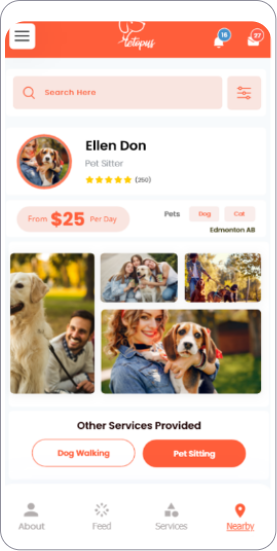 Petopus
16
27
Search Here
Ellen Don
Pet Sitter
(250)
From $25 Per Day
Pets Dog Cat
Edmonton AB
Other Services Provided
Dog Walking Pet Sitting
About Feed Services Nearby